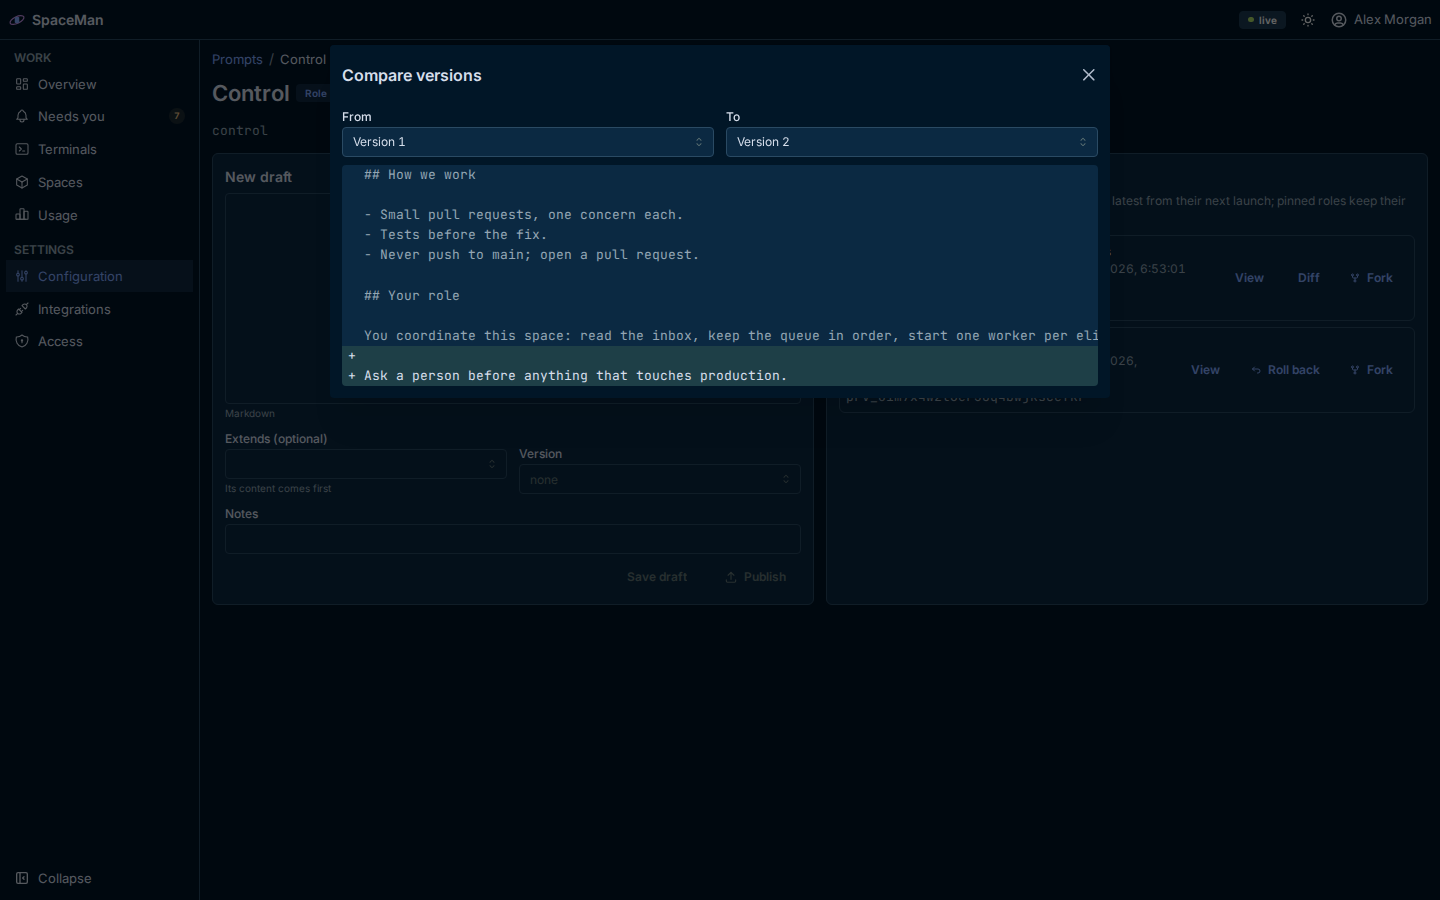 SpaceMan
live
Alex Morgan
WORK
Overview
Needs you
7
Terminals
Spaces
Usage
SETTINGS
Configuration
Integrations
Access
Collapse
Prompts / Control
Control
Role
control
Compare versions
From
Version 1
To
Version 2
## How we work
- Small pull requests, one concern each.
- Tests before the fix.
- Never push to main; open a pull request.
## Your role
You coordinate this space: read the inbox, keep the queue in order, start one worker per eli
+
+ Ask a person before anything that touches production.
New draft
Markdown
Extends (optional)
Its content comes first
Version
none
Notes
Save draft
Publish
latest from their next launch; pinned roles keep their
026, 6:53:01
View
Diff
Fork
026,
View
Roll back
Fork